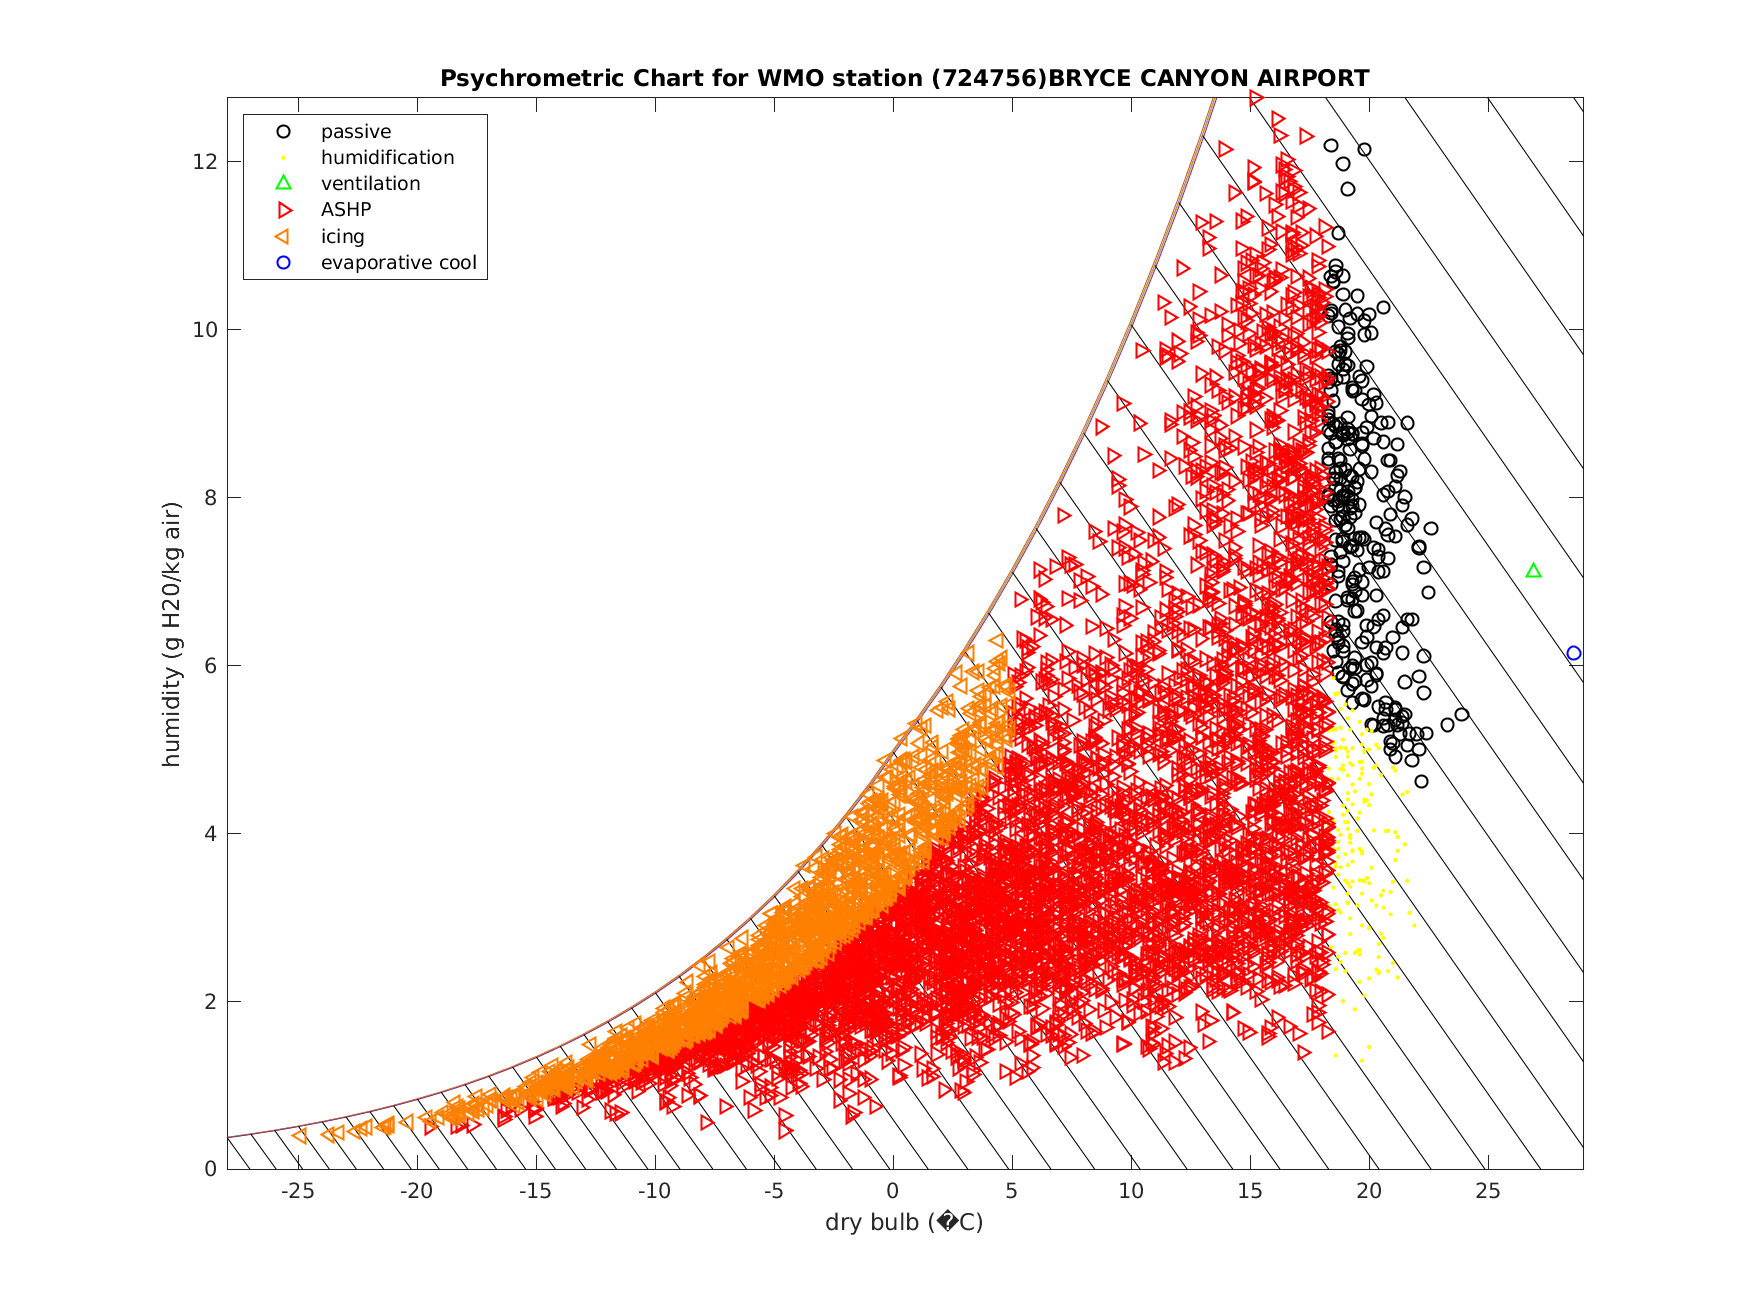 Psychrometric Chart for WMO station (724756)BRYCE CANYON AIRPORT
passive
humidification
ventilation
ASHP
icing
evaporative cool
humidity (g H20/kg air)
12
10
8
6
4
2
0
-25 -20 -15 -10 -5 0 5 10 15 20 25
dry bulb (�C)